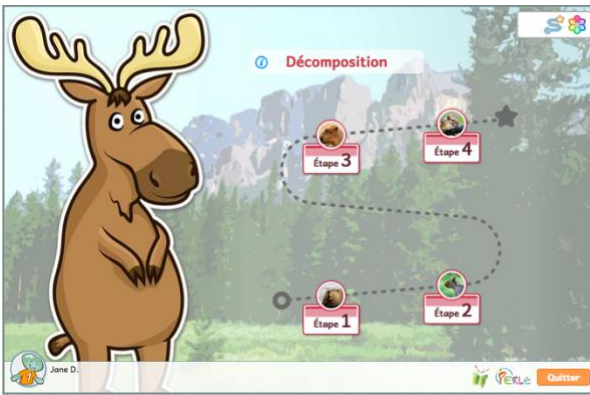 Décomposition
Étape 3
Étape 4
Étape 1
Étape 2
Jane D.
PERLE
Quitter